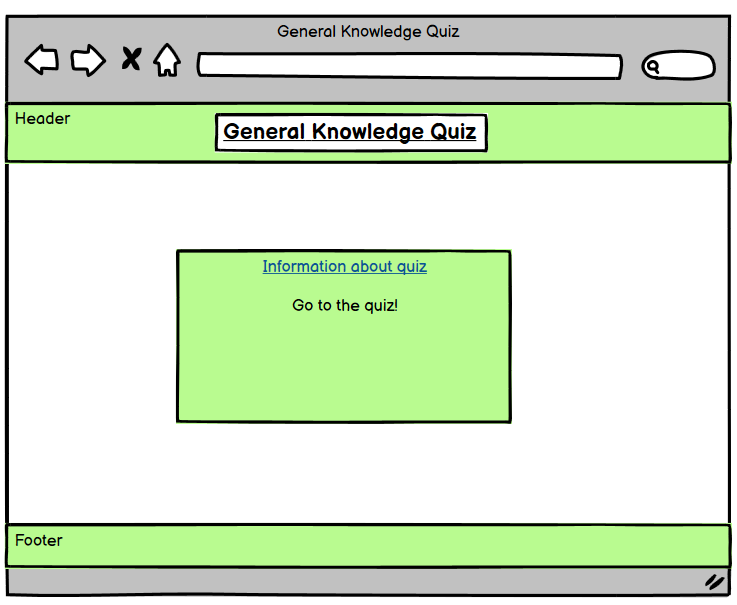 General Knowledge Quiz
Header
General Knowledge Quiz
Information about quiz
Go to the quiz!
Footer